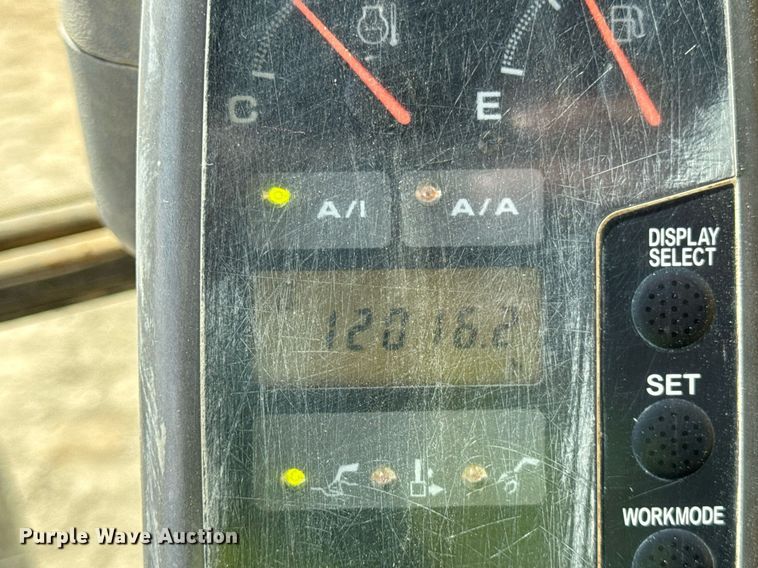 C
E
A/I
A/A
DISPLAY
SELECT
12016.2
h
SET
WORKMODE
Purple Wave Auction